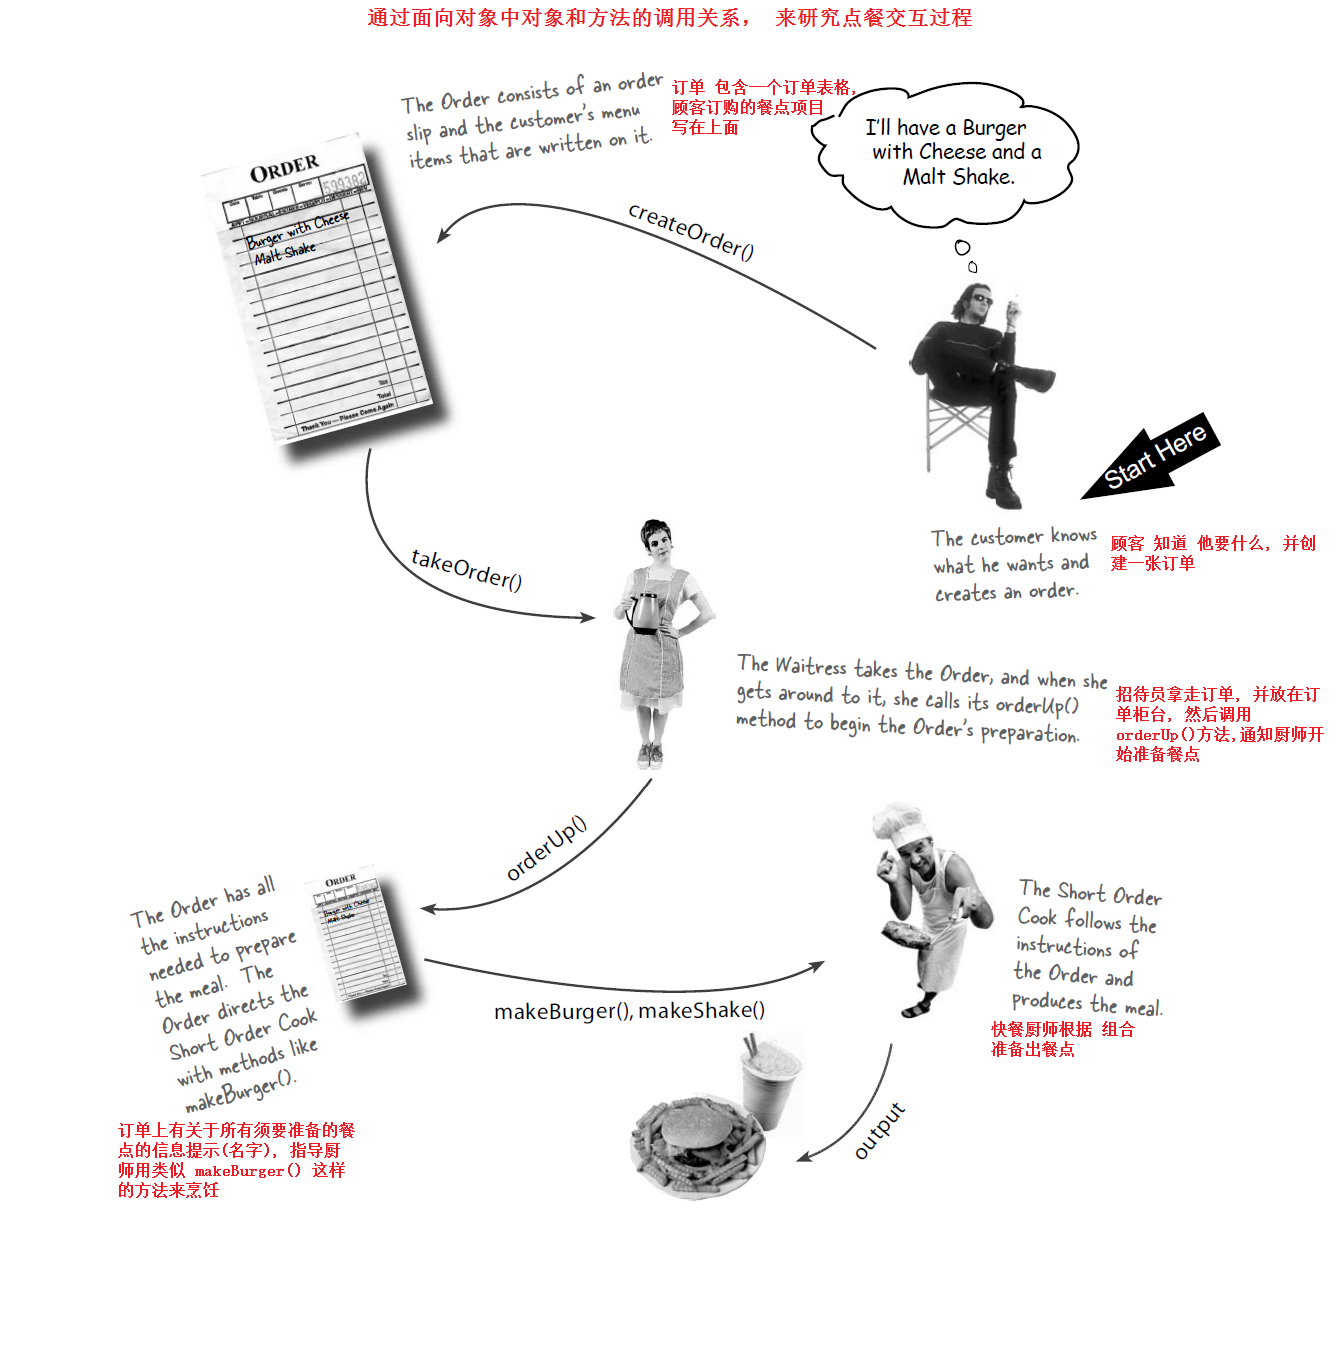 通过面向对象中对象和方法的调用关系， 来研究点餐交互过程
The Order consists of an order
slip and the customer's menu
items that are written on it.
订单 包含一个订单表格,
顾客订购的餐点项目
写在上面
I'll have a Burger
with Cheese and a
Malt Shake.
ORDER
599382
Burger with Cheese
Malt Shake
Tax
Total
Thank You — Please Come Again
createOrder()
Start Here
The customer knows
what he wants and
creates an order.
顾客 知道 他要什么, 并创
建一张订单
takeOrder()
The Waitress takes the Order, and when she
gets around to it, she calls its orderUp()
method to begin the Order's preparation.
招待员拿走订单, 并放在订
单柜台, 然后调用
orderUp()方法,通知厨师开
始准备餐点
orderUp()
The Order has all
the instructions
needed to prepare
the meal. The
Order directs the
Short Order Cook
with methods like
makeBurger().
ORDER
Burger with Cheese
Malt Shake
makeBurger(), makeShake()
The Short Order
Cook follows the
instructions of
the Order and
produces the meal.
快餐厨师根据 组合
准备出餐点
output
订单上有关于所有须要准备的餐
点的信息提示(名字), 指导厨
师用类似 makeBurger() 这样
的方法来烹饪